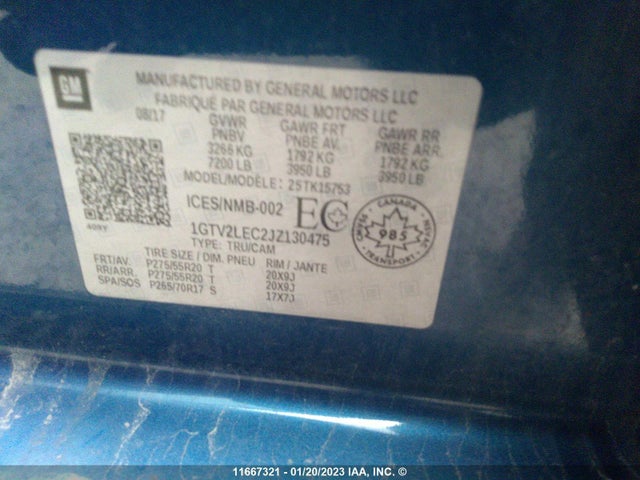 GM
MANUFACTURED BY GENERAL MOTORS LLC
FABRIQUÉ PAR GENERAL MOTORS LLC
08/17 GVWR GAWR FRT GAWR RR
PNBV PNBE AV. PNBE ARR.
3266 KG 1792 KG 1792 KG
7200 LB 3950 LB 3950 LB
MODEL/MODÈLE: 25TK15753
ICES/NMB-002 EC
1GTV2LEC2JZ130475
TYPE: TRU/CAM
985
TRANSPORT
TIRE SIZE / DIM. PNEU RIM / JANTE
FRT/AV. P275/55R20 T 20X9J
RR/ARR. P275/55R20 T 20X9J
SPA/SOS P265/70R17 S 17X7J
11667321 - 01/20/2023 IAA, INC. ©